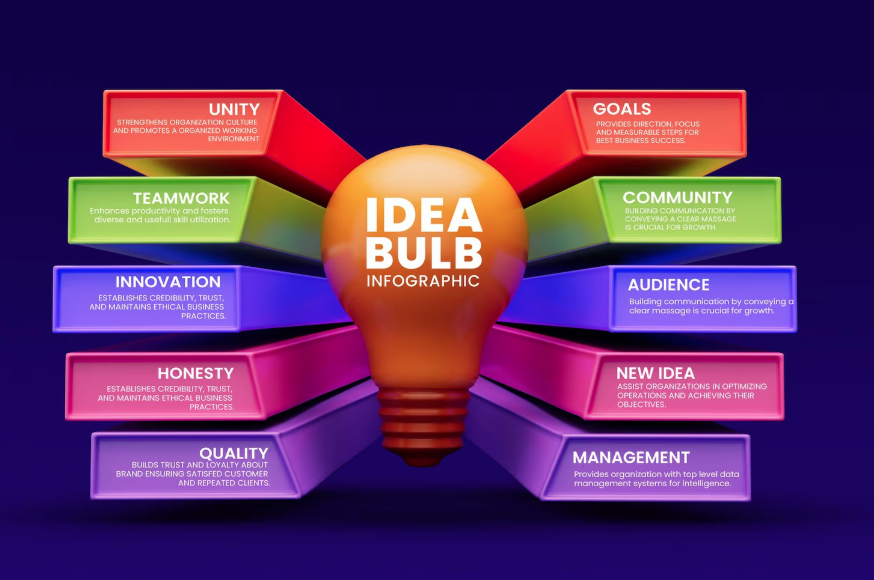 UNITY
STRENGTHENS ORGANIZATION CULTURE
AND PROMOTES A ORGANIZED WORKING
ENVIRONMENT
TEAMWORK
Enhances productivity and fosters
diverse and usefull skill utilization.
INNOVATION
ESTABLISHES CREDIBILITY, TRUST,
AND MAINTAINS ETHICAL BUSINESS
PRACTICES.
HONESTY
ESTABLISHES CREDIBILITY, TRUST,
AND MAINTAINS ETHICAL BUSINESS
PRACTICES.
QUALITY
BUILDS TRUST AND LOYALTY ABOUT
BRAND ENSURING SATISFED CUSTOMER
AND REPEATED CLIENTS.
IDEA
BULB
INFOGRAPHIC
GOALS
PROVIDES DIRECTION, FOCUS
AND MEASURABLE STEPS FOR
BEST BUSINESS SUCCESS.
COMMUNITY
BUILDING COMMUNICATION BY
CONVEYING A CLEAR MASSAGE
IS CRUCIAL FOR GROWTH.
AUDIENCE
Building communication by conveying a
clear massage is crucial for growth.
NEW IDEA
ASSIST ORGANIZATIONS IN OPTIMIZING
OPERATIONS AND ACHIEVING THEIR
OBJECTIVES.
MANAGEMENT
Provides organization with top level data
management systems for intelligence.